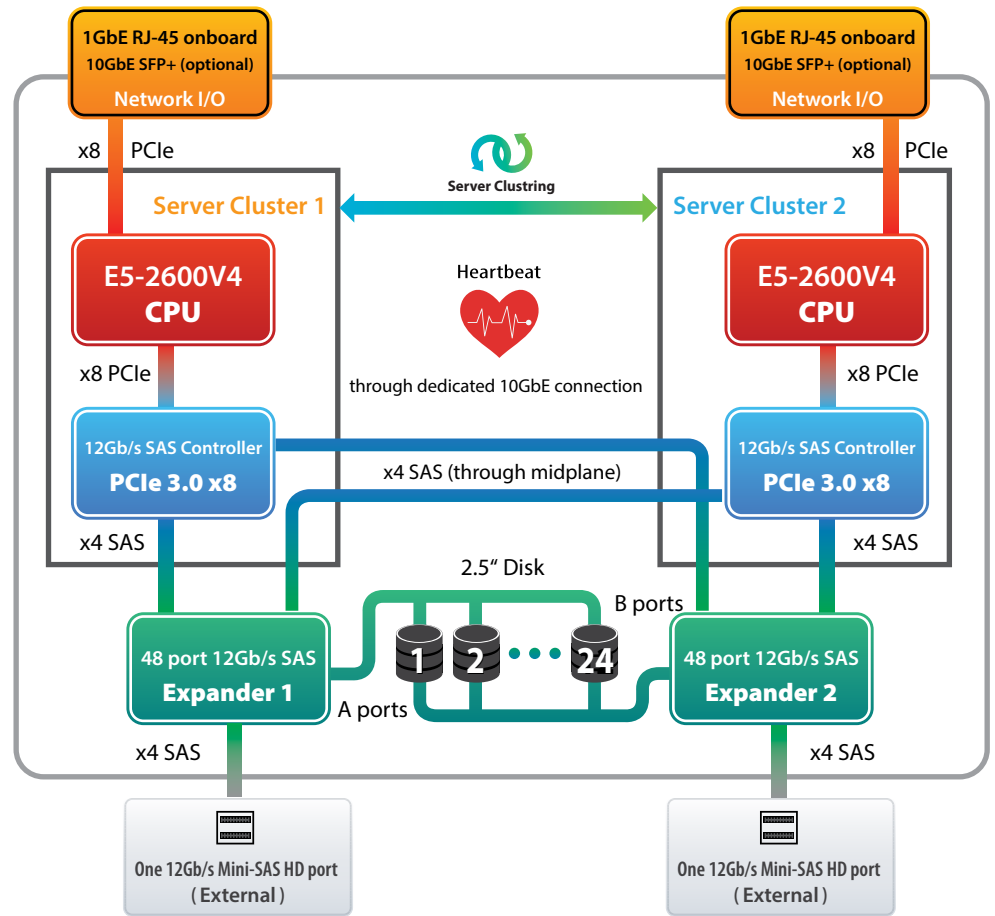 1GbE RJ-45 onboard
10GbE SFP+ (optional)
Network I/O
1GbE RJ-45 onboard
10GbE SFP+ (optional)
Network I/O
x8 PCIe
x8 PCIe
Server Clustring
Server Cluster 1
Server Cluster 2
E5-2600V4
CPU
Heartbeat
E5-2600V4
CPU
x8 PCIe
through dedicated 10GbE connection
x8 PCIe
12Gb/s SAS Controller
PCIe 3.0 x8
x4 SAS (through midplane)
12Gb/s SAS Controller
PCIe 3.0 x8
x4 SAS
x4 SAS
2.5“ Disk
B ports
48 port 12Gb/s SAS
Expander 1
1
2
24
48 port 12Gb/s SAS
Expander 2
A ports
x4 SAS
x4 SAS
One 12Gb/s Mini-SAS HD port
( External )
One 12Gb/s Mini-SAS HD port
( External )